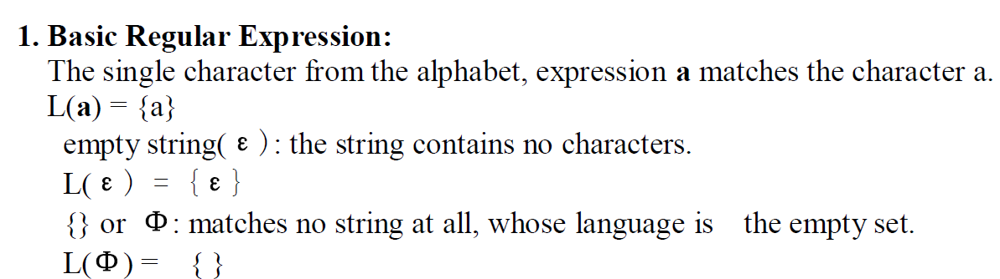 1. Basic Regular Expression:
The single character from the alphabet, expression a matches the character a.
L(a) = {a}
empty string( ε ): the string contains no characters.
L( ε ) = { ε }
{} or Φ: matches no string at all, whose language is the empty set.
L(Φ) = { }